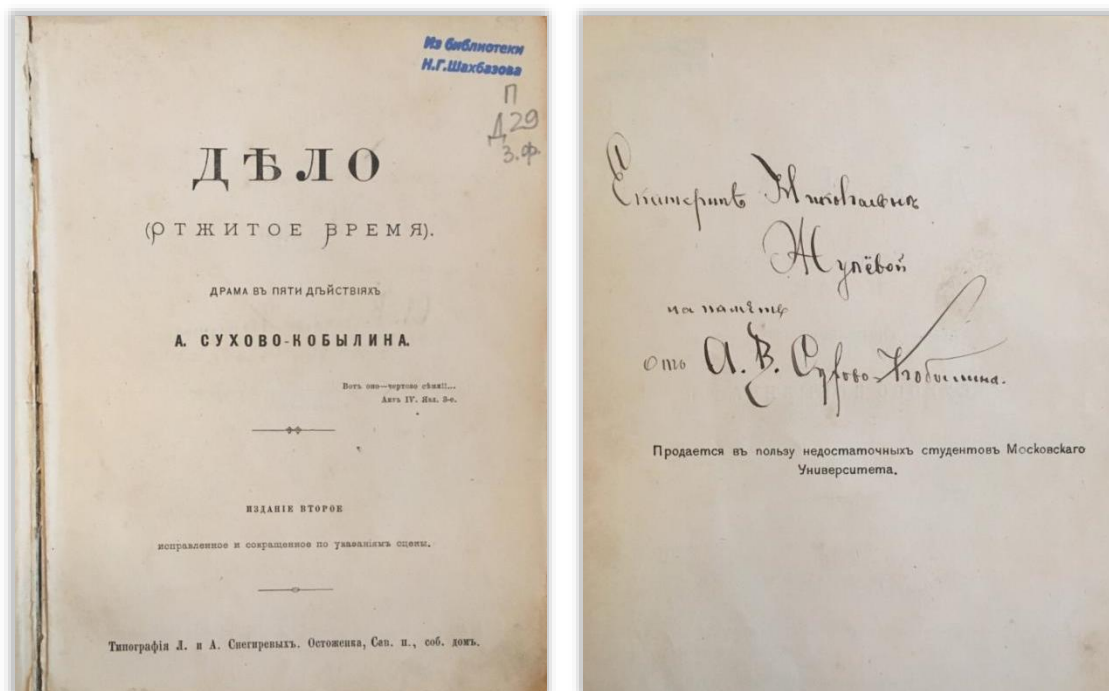 Из библиотеки
Н.Г.Шахбазова
П
Д29
З.Ф
ДѢЛО
(ОТЖИТОЕ ВРЕМЯ).
ДРАМА ВЪ ПЯТИ ДѢЙСТВІЯХЪ
А. СУХОВО-КОБЫЛИНА.
Вотъ оно—чертово сѣмя!!...
Актъ IV. Явл. 3-е.
ИЗДАНІЕ ВТОРОЕ
исправленное и сокращенное по указаніямъ сцены.
Типографія Л. и А. Снегиревыхъ. Остоженка, Сав. п., соб. домъ.
Екатеринѣ Николаевнѣ
Жулёвой
на память
отъ А. В. Сухово-Кобылина.
Продается въ пользу недостаточныхъ студентовъ Московскаго
Университета.